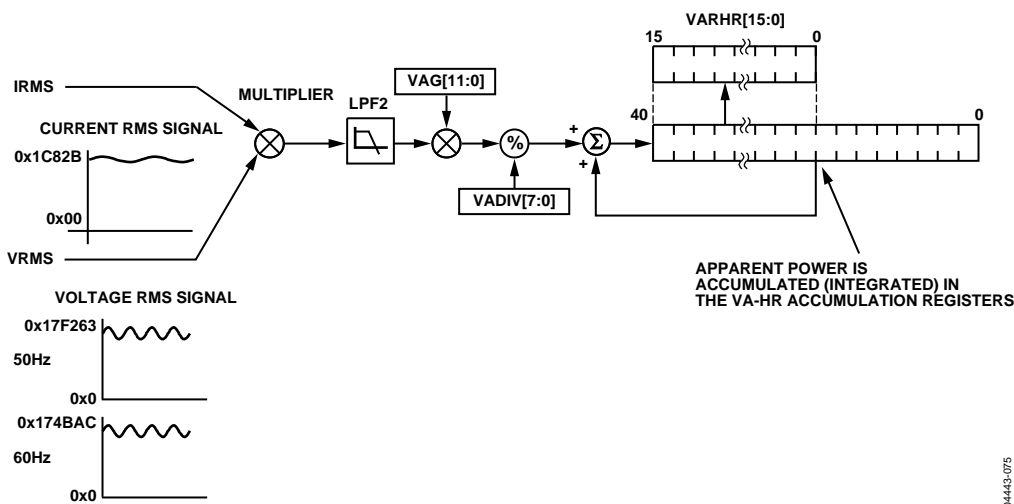 VARHR[15:0]
15
0
IRMS
MULTIPLIER
LPF2
VAG[11:0]
CURRENT RMS SIGNAL
0x1C82B
0x00
VRMS
%
VADIV[7:0]
+
Σ
+
40
0
VOLTAGE RMS SIGNAL
0x17F263
50Hz
0x0
0x174BAC
60Hz
0x0
APPARENT POWER IS
ACCUMULATED (INTEGRATED) IN
THE VA-HR ACCUMULATION REGISTERS
04443-075